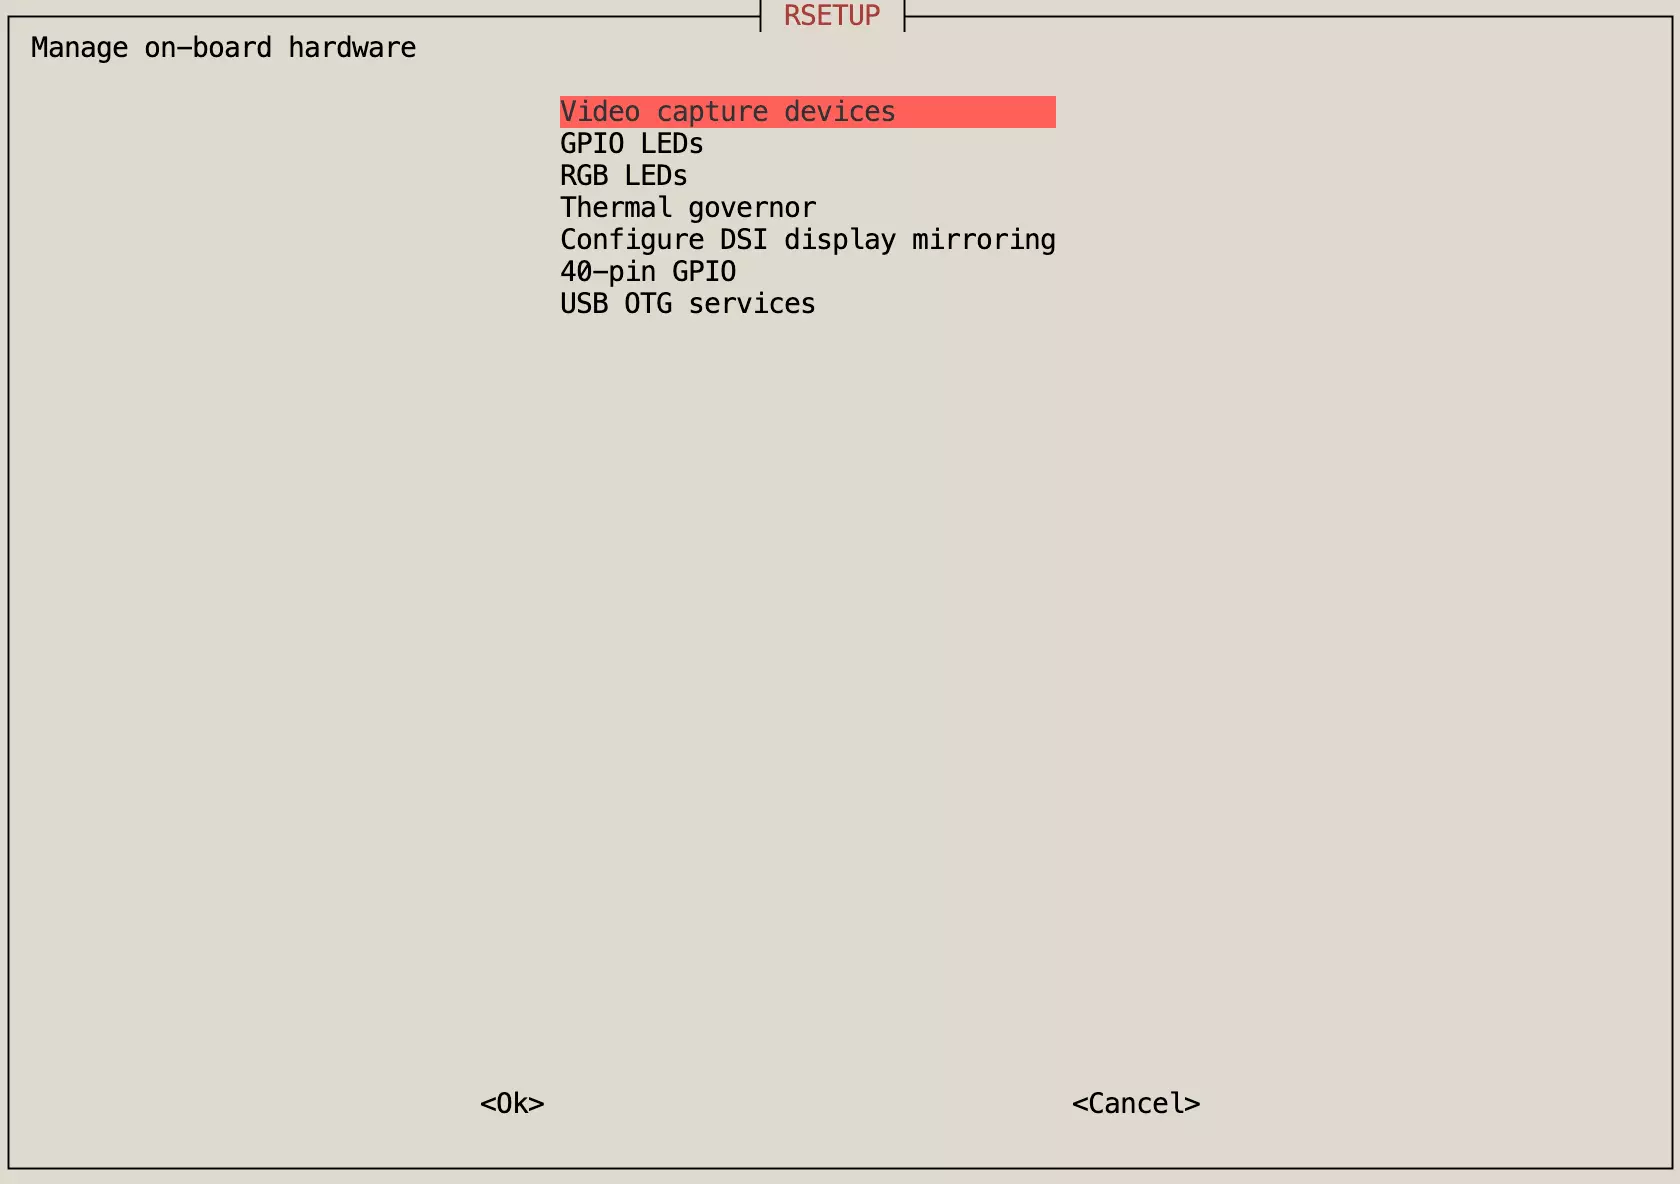 RSETUP
Manage on-board hardware
Video capture devices
GPIO LEDs
RGB LEDs
Thermal governor
Configure DSI display mirroring
40-pin GPIO
USB OTG services
<Ok> <Cancel>